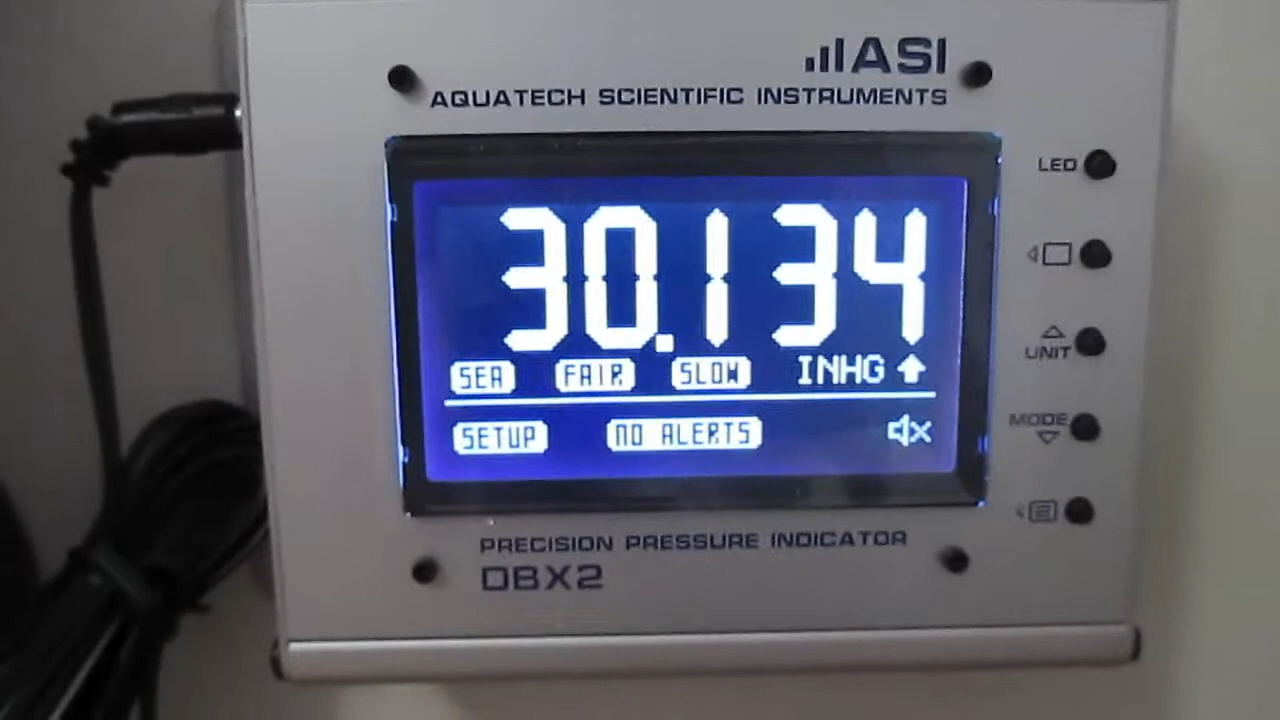 ASI
AQUATECH SCIENTIFIC INSTRUMENTS
LED
30.134
UNIT
SEA FAIR SLOW INHG
MODE
SETUP NO ALERTS
PRECISION PRESSURE INDICATOR
DBX2